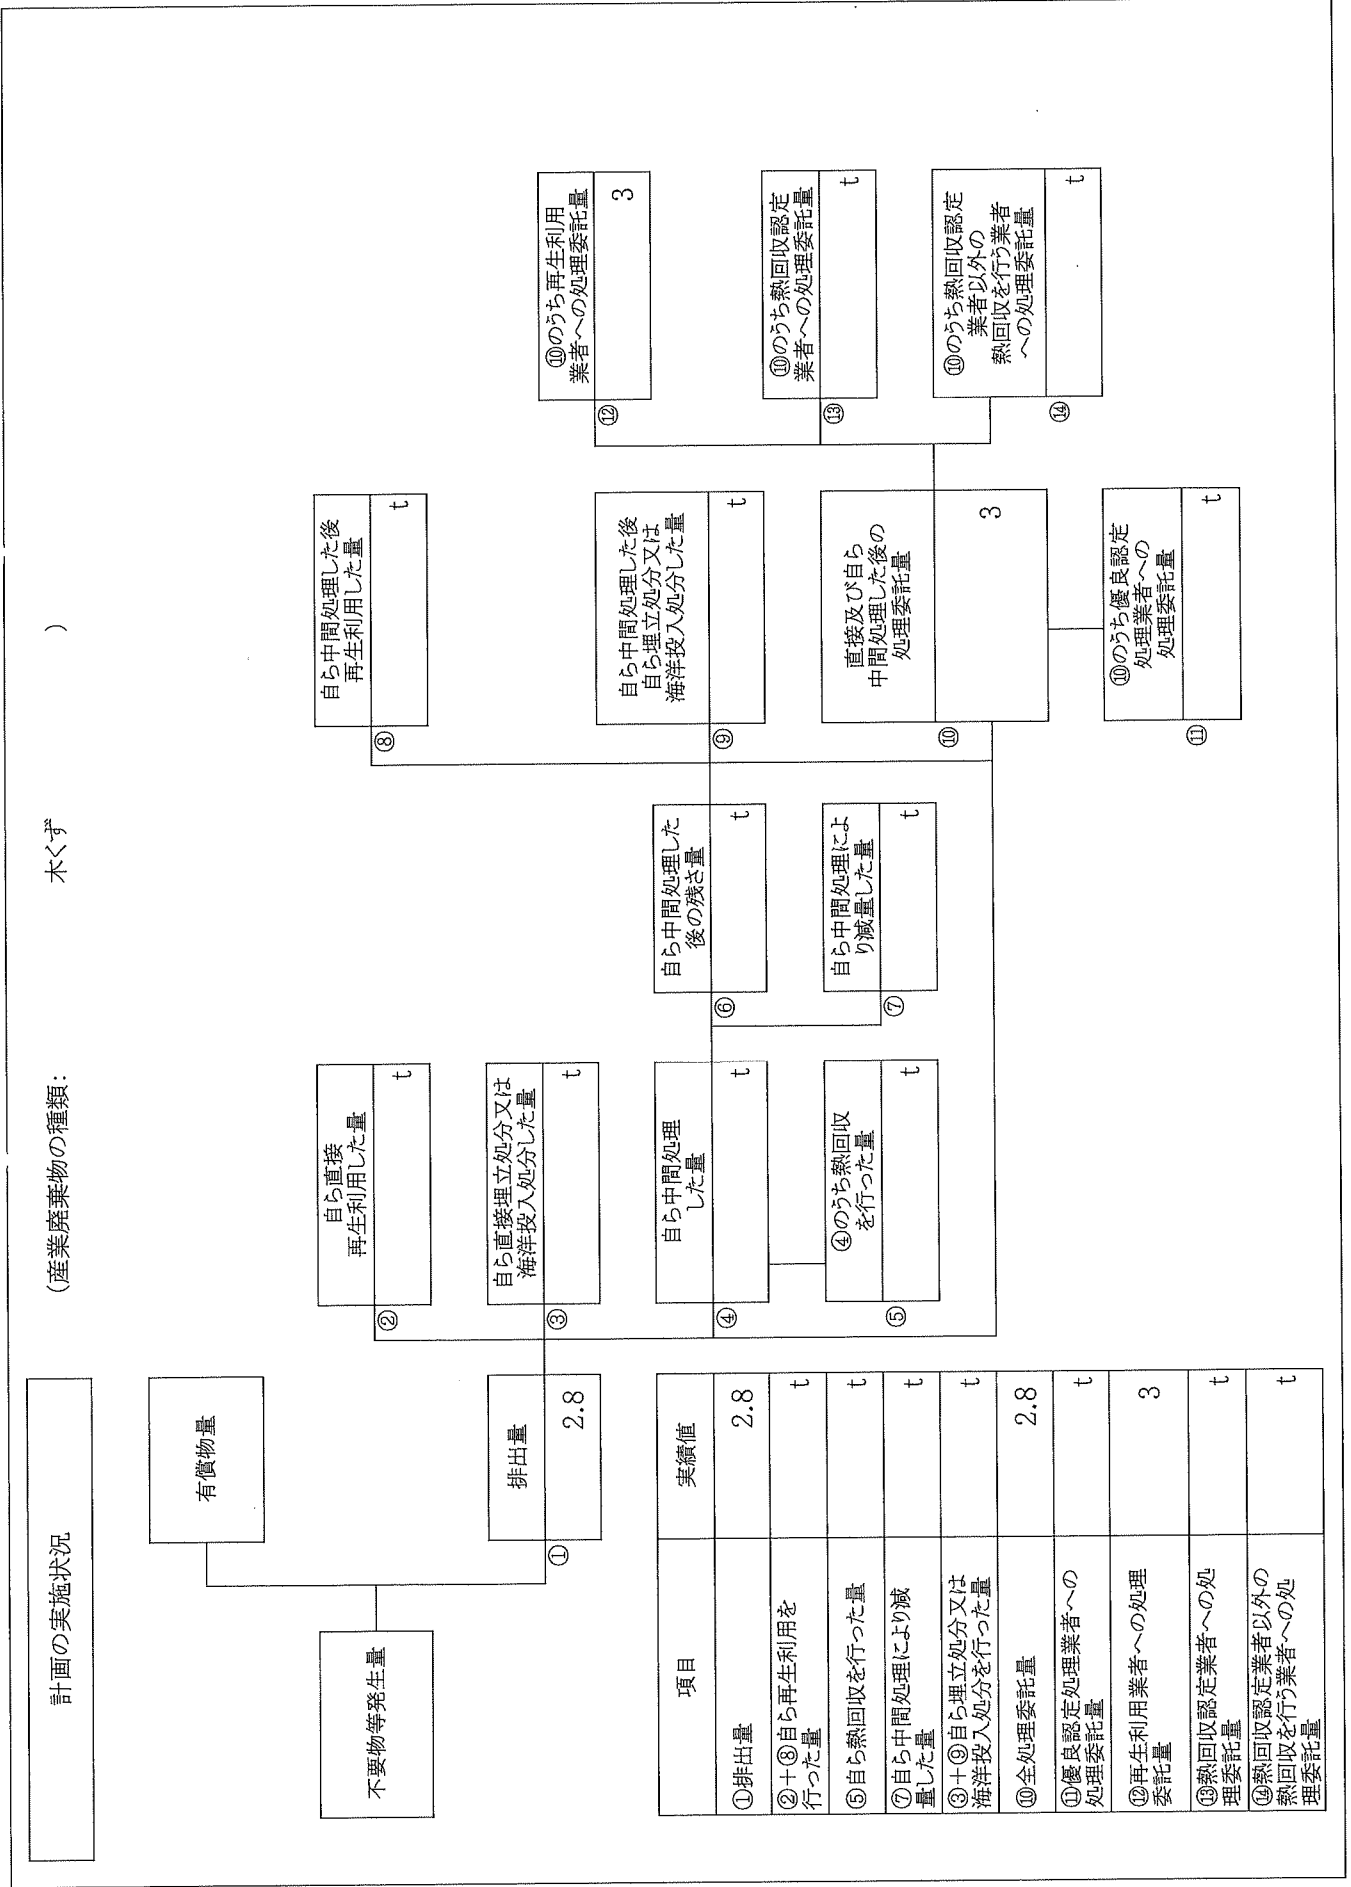 計画の実施状況
(産業廃棄物の種類:
木くず
)
不要物等発生量
有償物量
①
排出量
2.8
②
自ら直接
再生利用した量
t
③
自ら直接埋立処分又は
海洋投入処分した量
t
④
自ら中間処理
した量
t
⑤
④のうち熱回収
を行った量
t
⑥
自ら中間処理した
後の残さ量
t
⑦
自ら中間処理によ
り減量した量
t
⑧
自ら中間処理した後
再生利用した量
t
⑨
自ら中間処理した後
自ら埋立処分又は
海洋投入処分した量
t
⑩
直接及び自ら
中間処理した後の
処理委託量
3
⑪
⑩のうち優良認定
処理業者への
処理委託量
t
⑫
⑩のうち再生利用
業者への処理委託量
3
⑬
⑩のうち熱回収認定
業者への処理委託量
t
⑭
⑩のうち熱回収認定
業者以外の
熱回収を行う業者
への処理委託量
t
項目 実績値
①排出量 2.8
②+⑧自ら再生利用を
行った量 t
⑤自ら熱回収を行った量 t
⑦自ら中間処理により減
量した量 t
③+⑨自ら埋立処分又は
海洋投入処分を行った量 t
⑩全処理委託量 2.8
⑪優良認定処理業者への
処理委託量 t
⑫再生利用業者への処理
委託量 3
⑬熱回収認定業者への処
理委託量 t
⑭熱回収認定業者以外の
熱回収を行う業者への処
理委託量 t